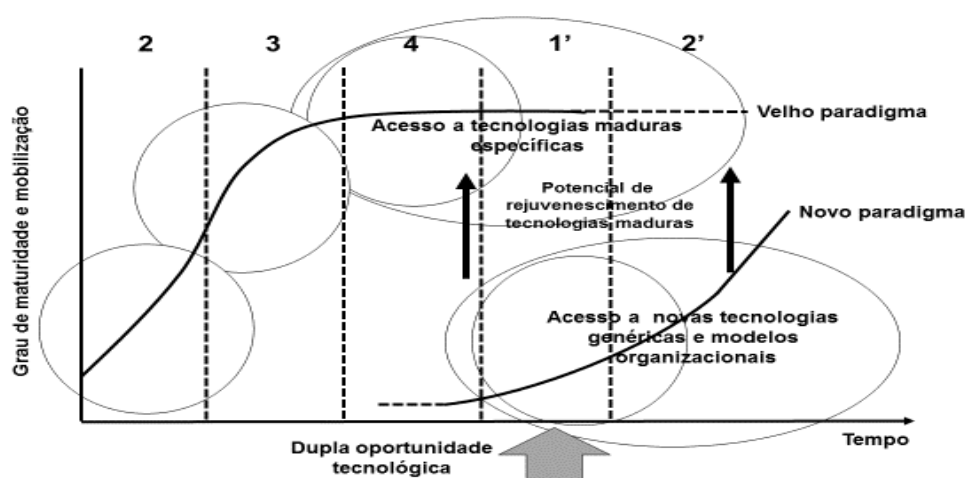 2 3 4 1’ 2’
Grau de maturidade e mobilização
Velho paradigma
Acesso a tecnologias maduras
específicas
Potencial de
rejuvenescimento de
tecnologias maduras
Novo paradigma
Acesso a novas tecnologias
genéricas e modelos
organizacionais
Tempo
Dupla oportunidade
tecnológica